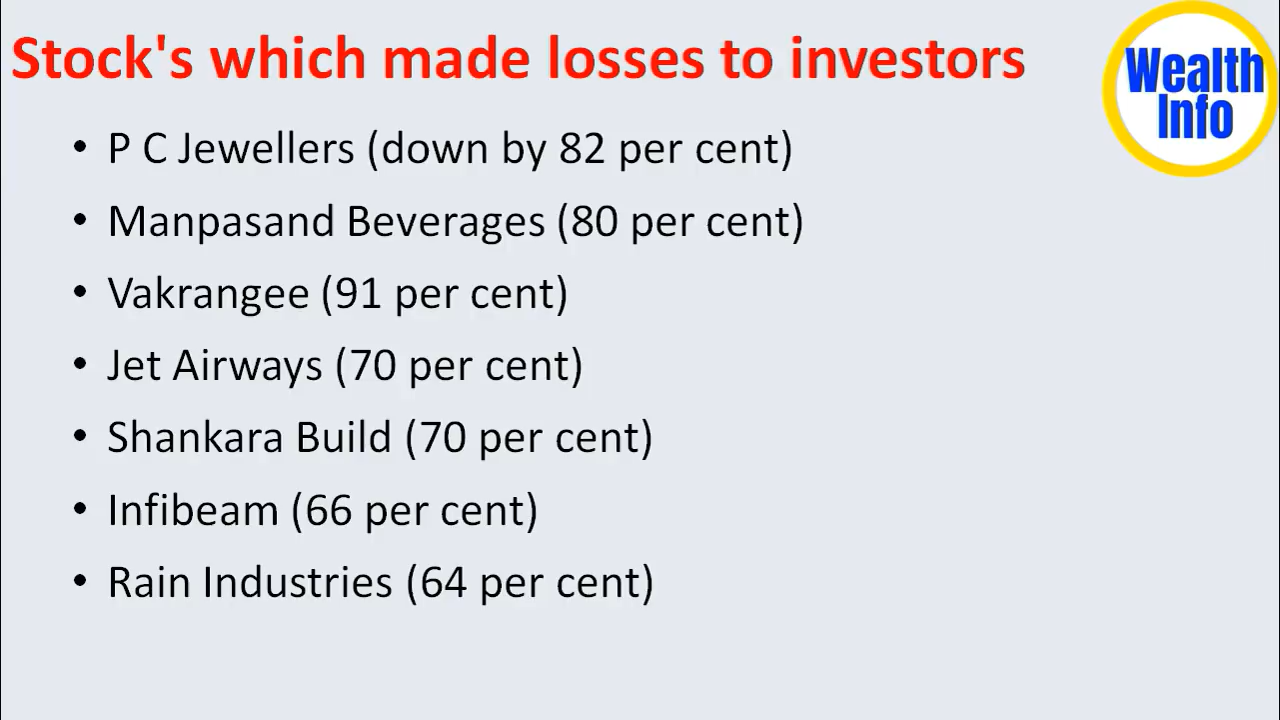 Stock's which made losses to investors
Wealth
Info
• P C Jewellers (down by 82 per cent)
• Manpasand Beverages (80 per cent)
• Vakrangee (91 per cent)
• Jet Airways (70 per cent)
• Shankara Build (70 per cent)
• Infibeam (66 per cent)
• Rain Industries (64 per cent)